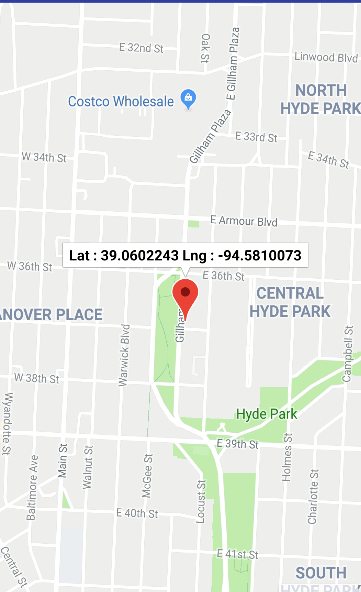 E 32nd St
Oak St
E Gillham Plaza
Linwood Blvd
NORTH
HYDE PARK
Costco Wholesale
Gillham Plaza
E 33rd St
W 34th St
E 34th St
E Armour Blvd
Lat : 39.0602243 Lng : -94.5810073
W 36th St
E 36th St
CENTRAL
HYDE PARK
ANOVER PLACE
Gillham
Warwick Blvd
Campbell St
W 38th St
Wyandotte St
Hyde Park
E 39th St
Main St
Walnut St
Baltimore Ave
McGee St
Locust St
Holmes St
Charlotte St
E 40th St
Central St
E 41st St
SOUTH
HYDE PARK